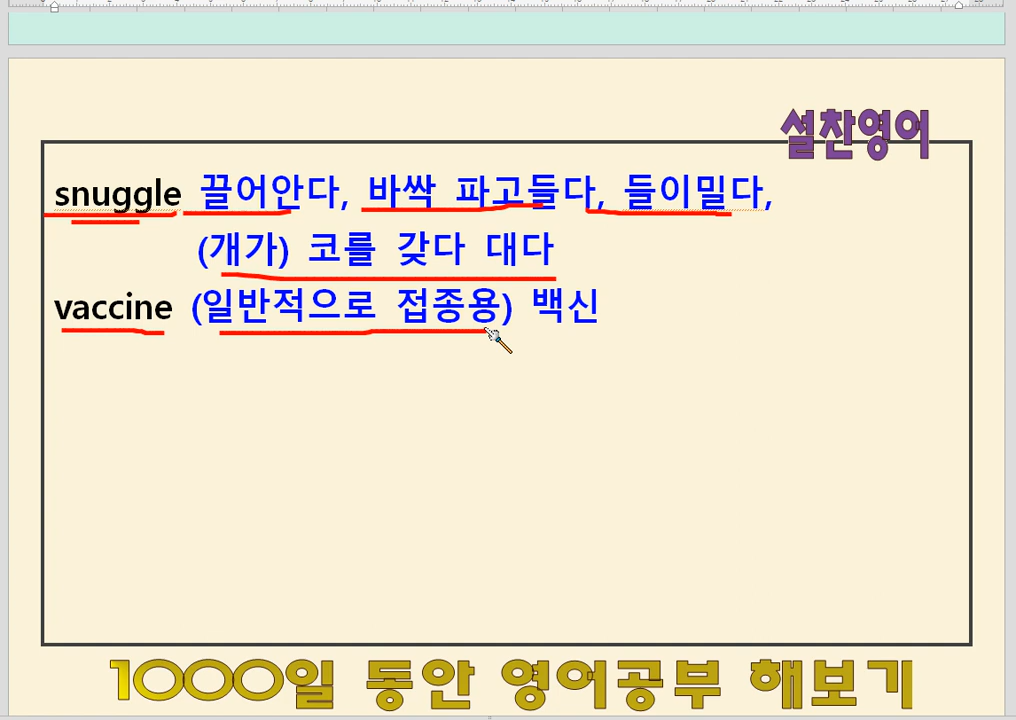 설찬영어
snuggle 끌어안다, 바싹 파고들다, 들이밀다,
(개가) 코를 갖다 대다
vaccine (일반적으로 접종용) 백신
1000일 동안 영어공부 해보기